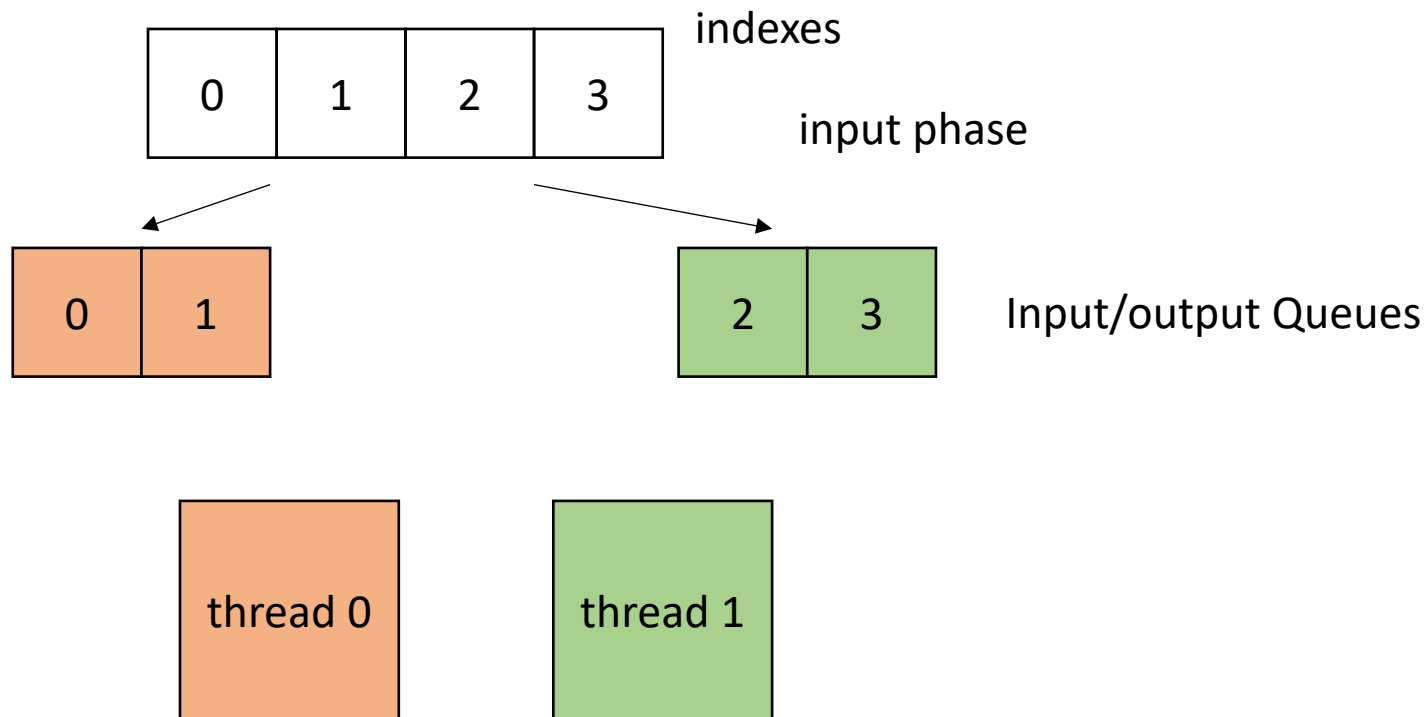 indexes
0 1 2 3
input phase
0 1 2 3 Input/output Queues
thread 0 thread 1